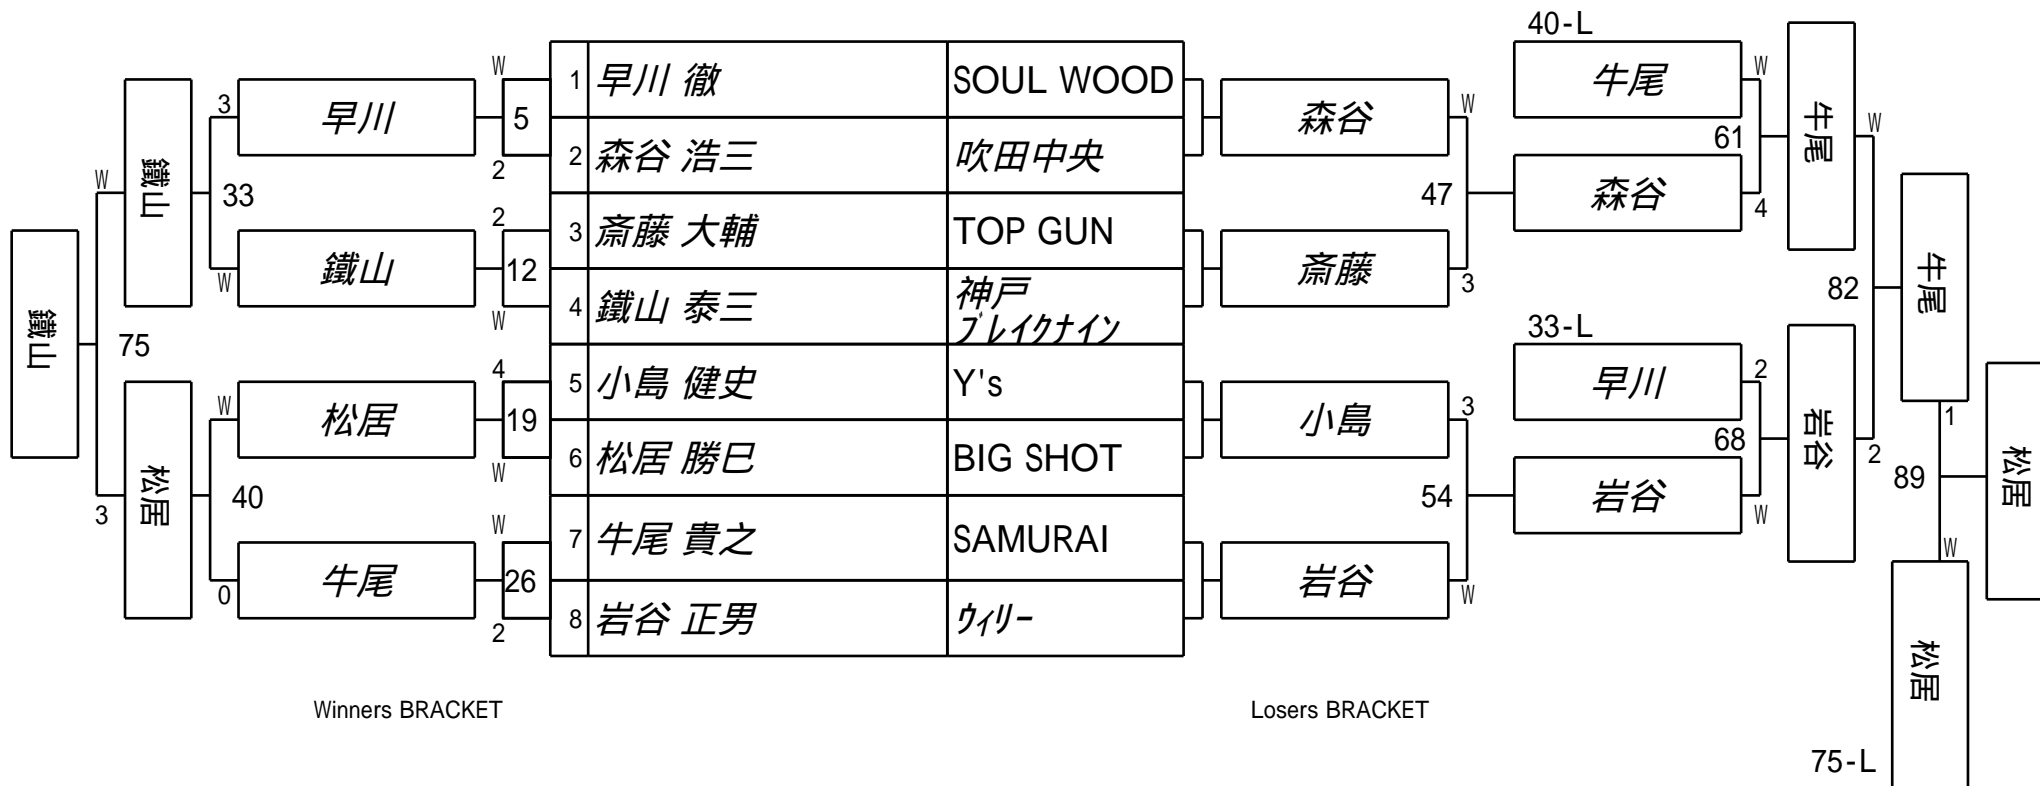 40-L
W
1 早川 徹 SOUL WOOD
牛尾
W
3
早川
5
森谷
W
牛尾
W
61
2
2 森谷 浩三 吹田中央
鐵山
W
33
47
森谷
4
2
3 斎藤 大輔 TOP GUN
鐵山
12
斎藤
W
4 鐵山 泰三 神戸
ブレイクナイン
3
牛尾
82
W
33-L
鐵山
75
4
5 小島 健史 Y's
早川
2
W
松居
19
小島
3
1
岩谷
68
W
6 松居 勝巳 BIG SHOT
2
松居
松居
40
54
岩谷
W
89
3
W
7 牛尾 貴之 SAMURAI
W
牛尾
26
岩谷
0
W
2
8 岩谷 正男 ウィリー
松居
Winners BRACKET
Losers BRACKET
75-L